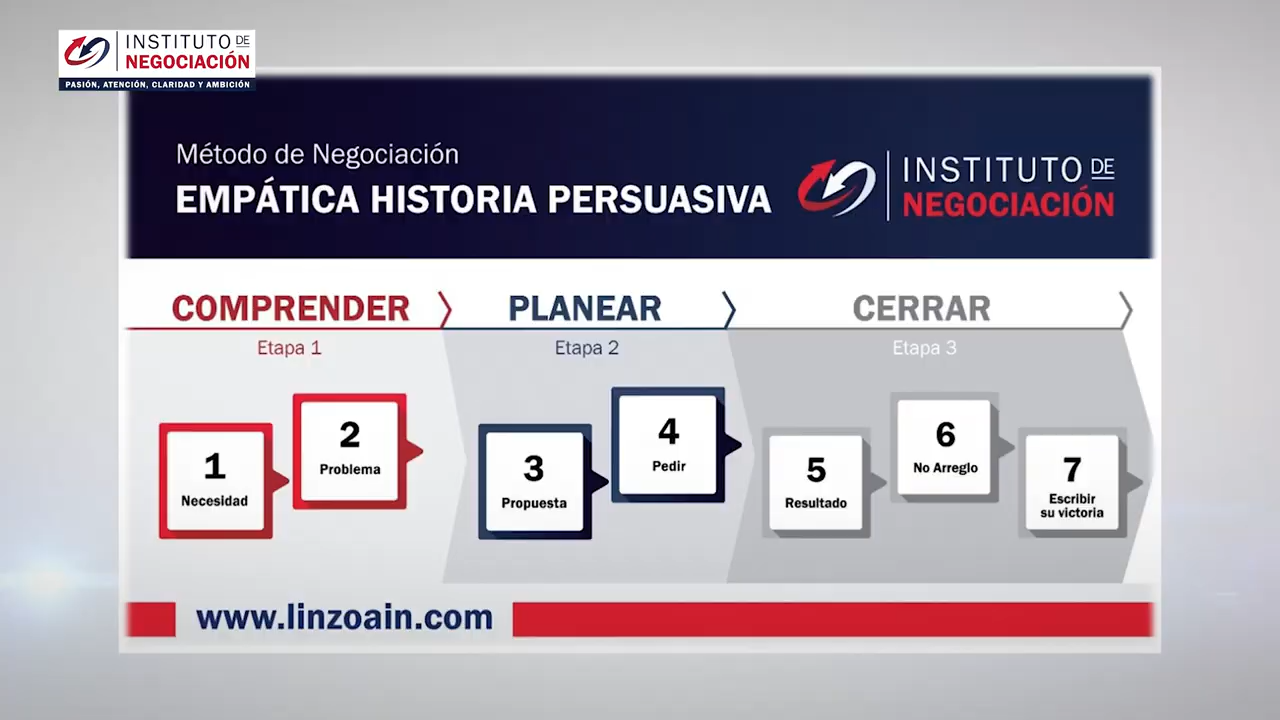 INSTITUTO DE
NEGOCIACIÓN
PASIÓN, ATENCIÓN, CLARIDAD Y AMBICIÓN
Método de Negociación
EMPÁTICA HISTORIA PERSUASIVA
INSTITUTO DE
NEGOCIACIÓN
COMPRENDER
Etapa 1
PLANEAR
Etapa 2
CERRAR
Etapa 3
1
Necesidad
2
Problema
3
Propuesta
4
Pedir
5
Resultado
6
No Arreglo
7
Escribir
su victoria
www.linzoain.com